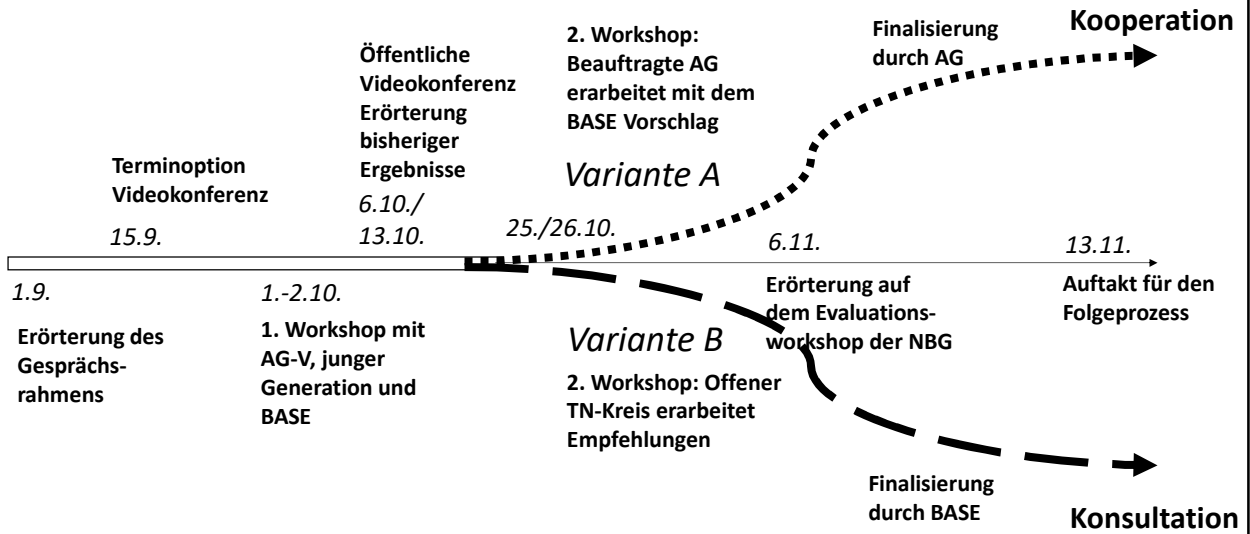 Kooperation
Finalisierung
durch AG
2. Workshop:
Beauftragte AG
erarbeitet mit dem
BASE Vorschlag
Öffentliche
Videokonferenz
Erörterung
bisheriger
Ergebnisse
Terminoption
Videokonferenz
Variante A
15.9.
6.10./
13.10.
25./26.10.
6.11.
13.11.
1.9.
Erörterung des
Gesprächs-
rahmens
1.-2.10.
1. Workshop mit
AG-V, junger
Generation und
BASE
Variante B
2. Workshop: Offener
TN-Kreis erarbeitet
Empfehlungen
Erörterung auf
dem Evaluations-
workshop der NBG
Auftakt für den
Folgeprozess
Finalisierung
durch BASE
Konsultation